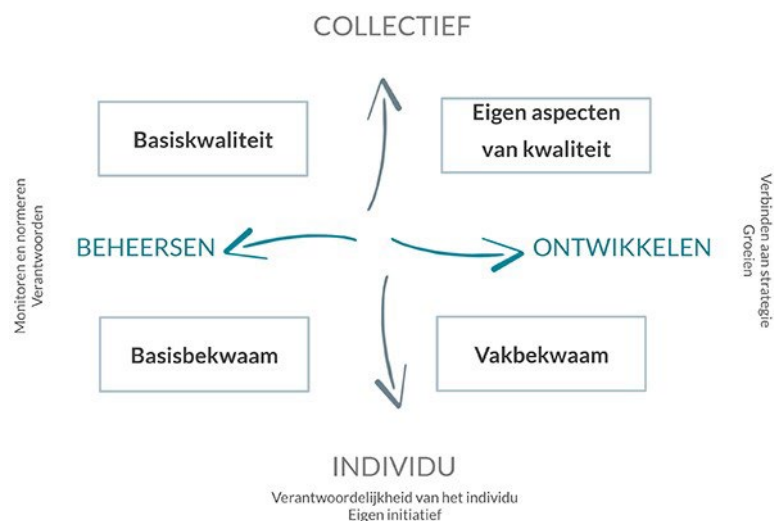 COLLECTIEF
Basiskwaliteit
Eigen aspecten
van kwaliteit
Monitoren en normeren
Verantwoorden
BEHEERSEN
ONTWIKKELEN
Verbinden aan strategie
Groeien
Basisbekwaam
Vakbekwaam
INDIVIDU
Verantwoordelijkheid van het individu
Eigen initiatief